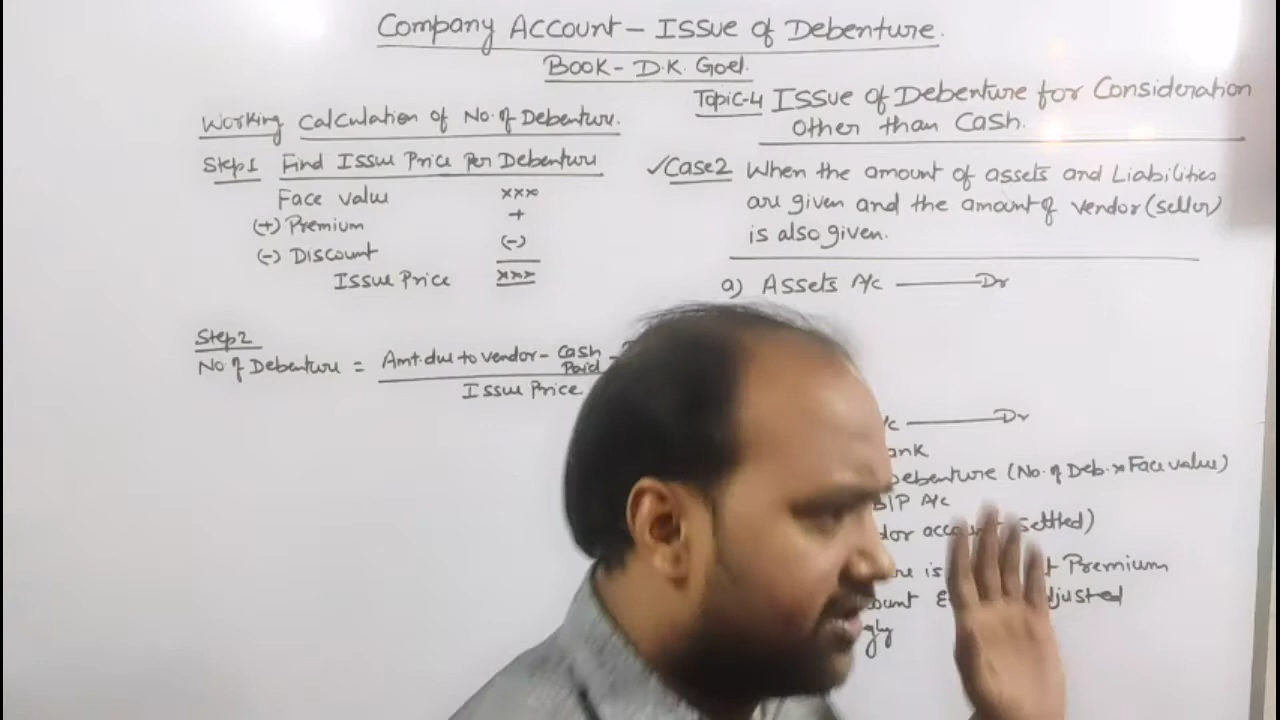 Company Account - Issue of Debenture.
Book - D.K. Goel.
Topic-4 Issue of Debenture for Consideration
Other than Cash.
Working Calculation of No. of Debenture.
Step1 Find Issue Price Per Debenture
Face value xxx
(+) Premium +
(-) Discount (-)
Issue Price xxx
Step2
No. of Debenture = Amt. due to vendor - Cash Paid -
Issue Price
✓Case2 When the amount of assets and Liabilities
are given and the amount of vendor (seller)
is also given.
a) Assets A/c Dr
Dr
Debenture (No. of Deb. x Face value)
B/P A/c
settled)
Premium